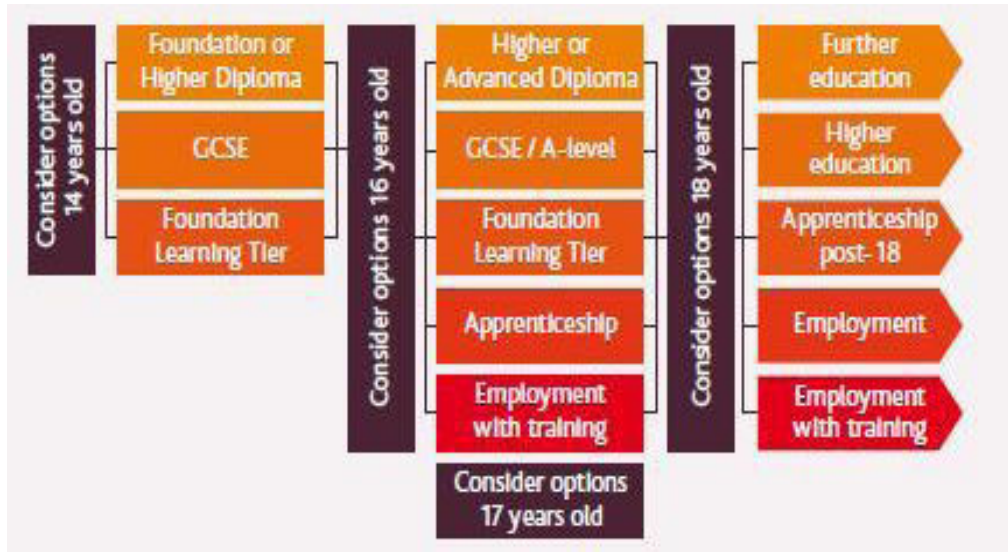 Consider options
14 years old
Foundation or
Higher Diploma
GCSE
Foundation
Learning Tier
Consider options 16 years old
Higher or
Advanced Diploma
GCSE / A-level
Foundation
Learning Tier
Apprenticeship
Employment
with training
Consider options
17 years old
Consider options 18 years old
Further
education
Higher
education
Apprenticeship
post-18
Employment
Employment
with training